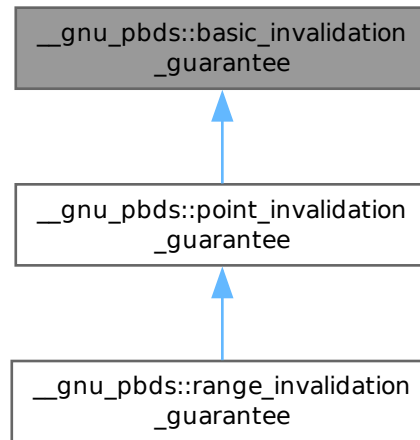 __gnu_pbds::basic_invalidation
_guarantee
__gnu_pbds::point_invalidation
_guarantee
__gnu_pbds::range_invalidation
_guarantee